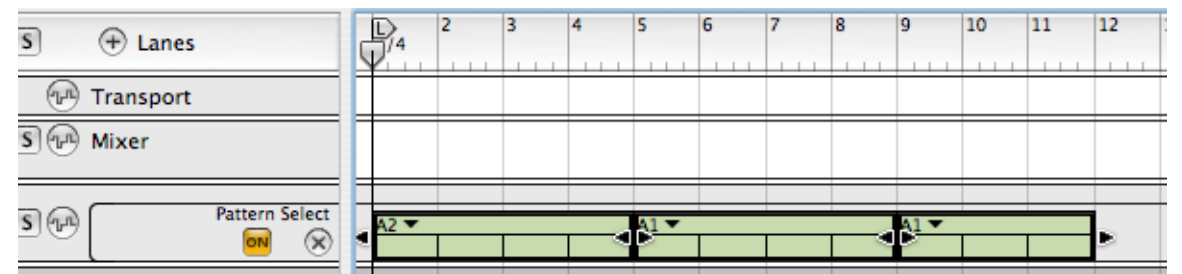 S + Lanes L /4 2 3 4 5 6 7 8 9 10 11 12
Transport
S Mixer
Pattern Select
S ON A2 A1 A1